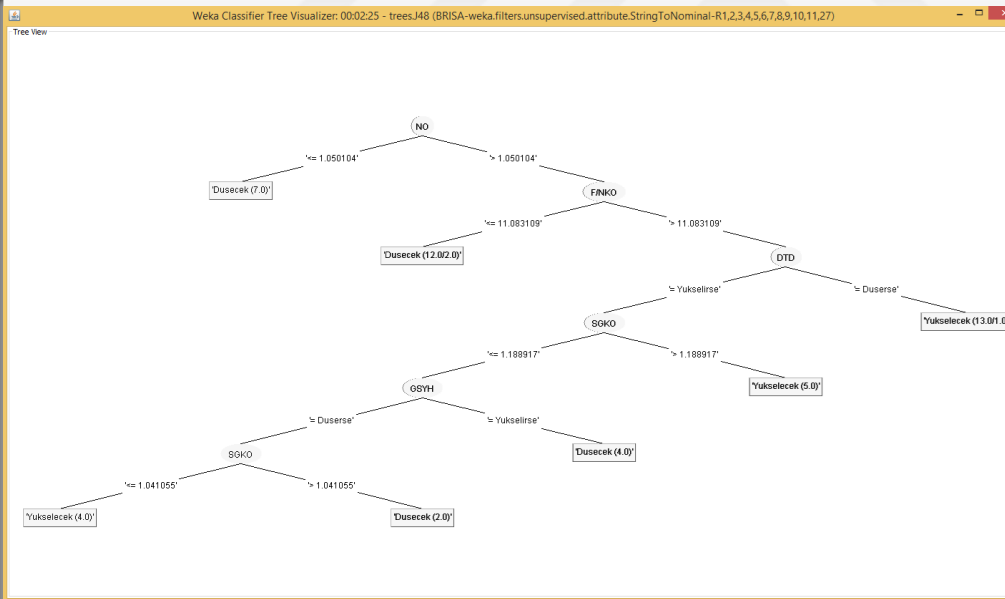 Weka Classifier Tree Visualizer: 00:02:25 - trees.J48 (BRISA-weka.filters.unsupervised.attribute.StringToNominal-R1,2,3,4,5,6,7,8,9,10,11,27)
Tree View
NO
'<= 1.050104'
'> 1.050104'
'Dusecek (7.0)'
F/NKO
'<= 11.083109'
'> 11.083109'
'Dusecek (12.0/2.0)'
DTD
'= Yukselirse'
'= Duserse'
SGKO
'Yukselecek (13.0/1.0
'<= 1.188917'
'> 1.188917'
GSYH
'Yukselecek (5.0)'
'= Duserse'
'= Yukselirse'
SGKO
'Dusecek (4.0)'
'<= 1.041055'
'> 1.041055'
'Yukselecek (4.0)'
'Dusecek (2.0)'